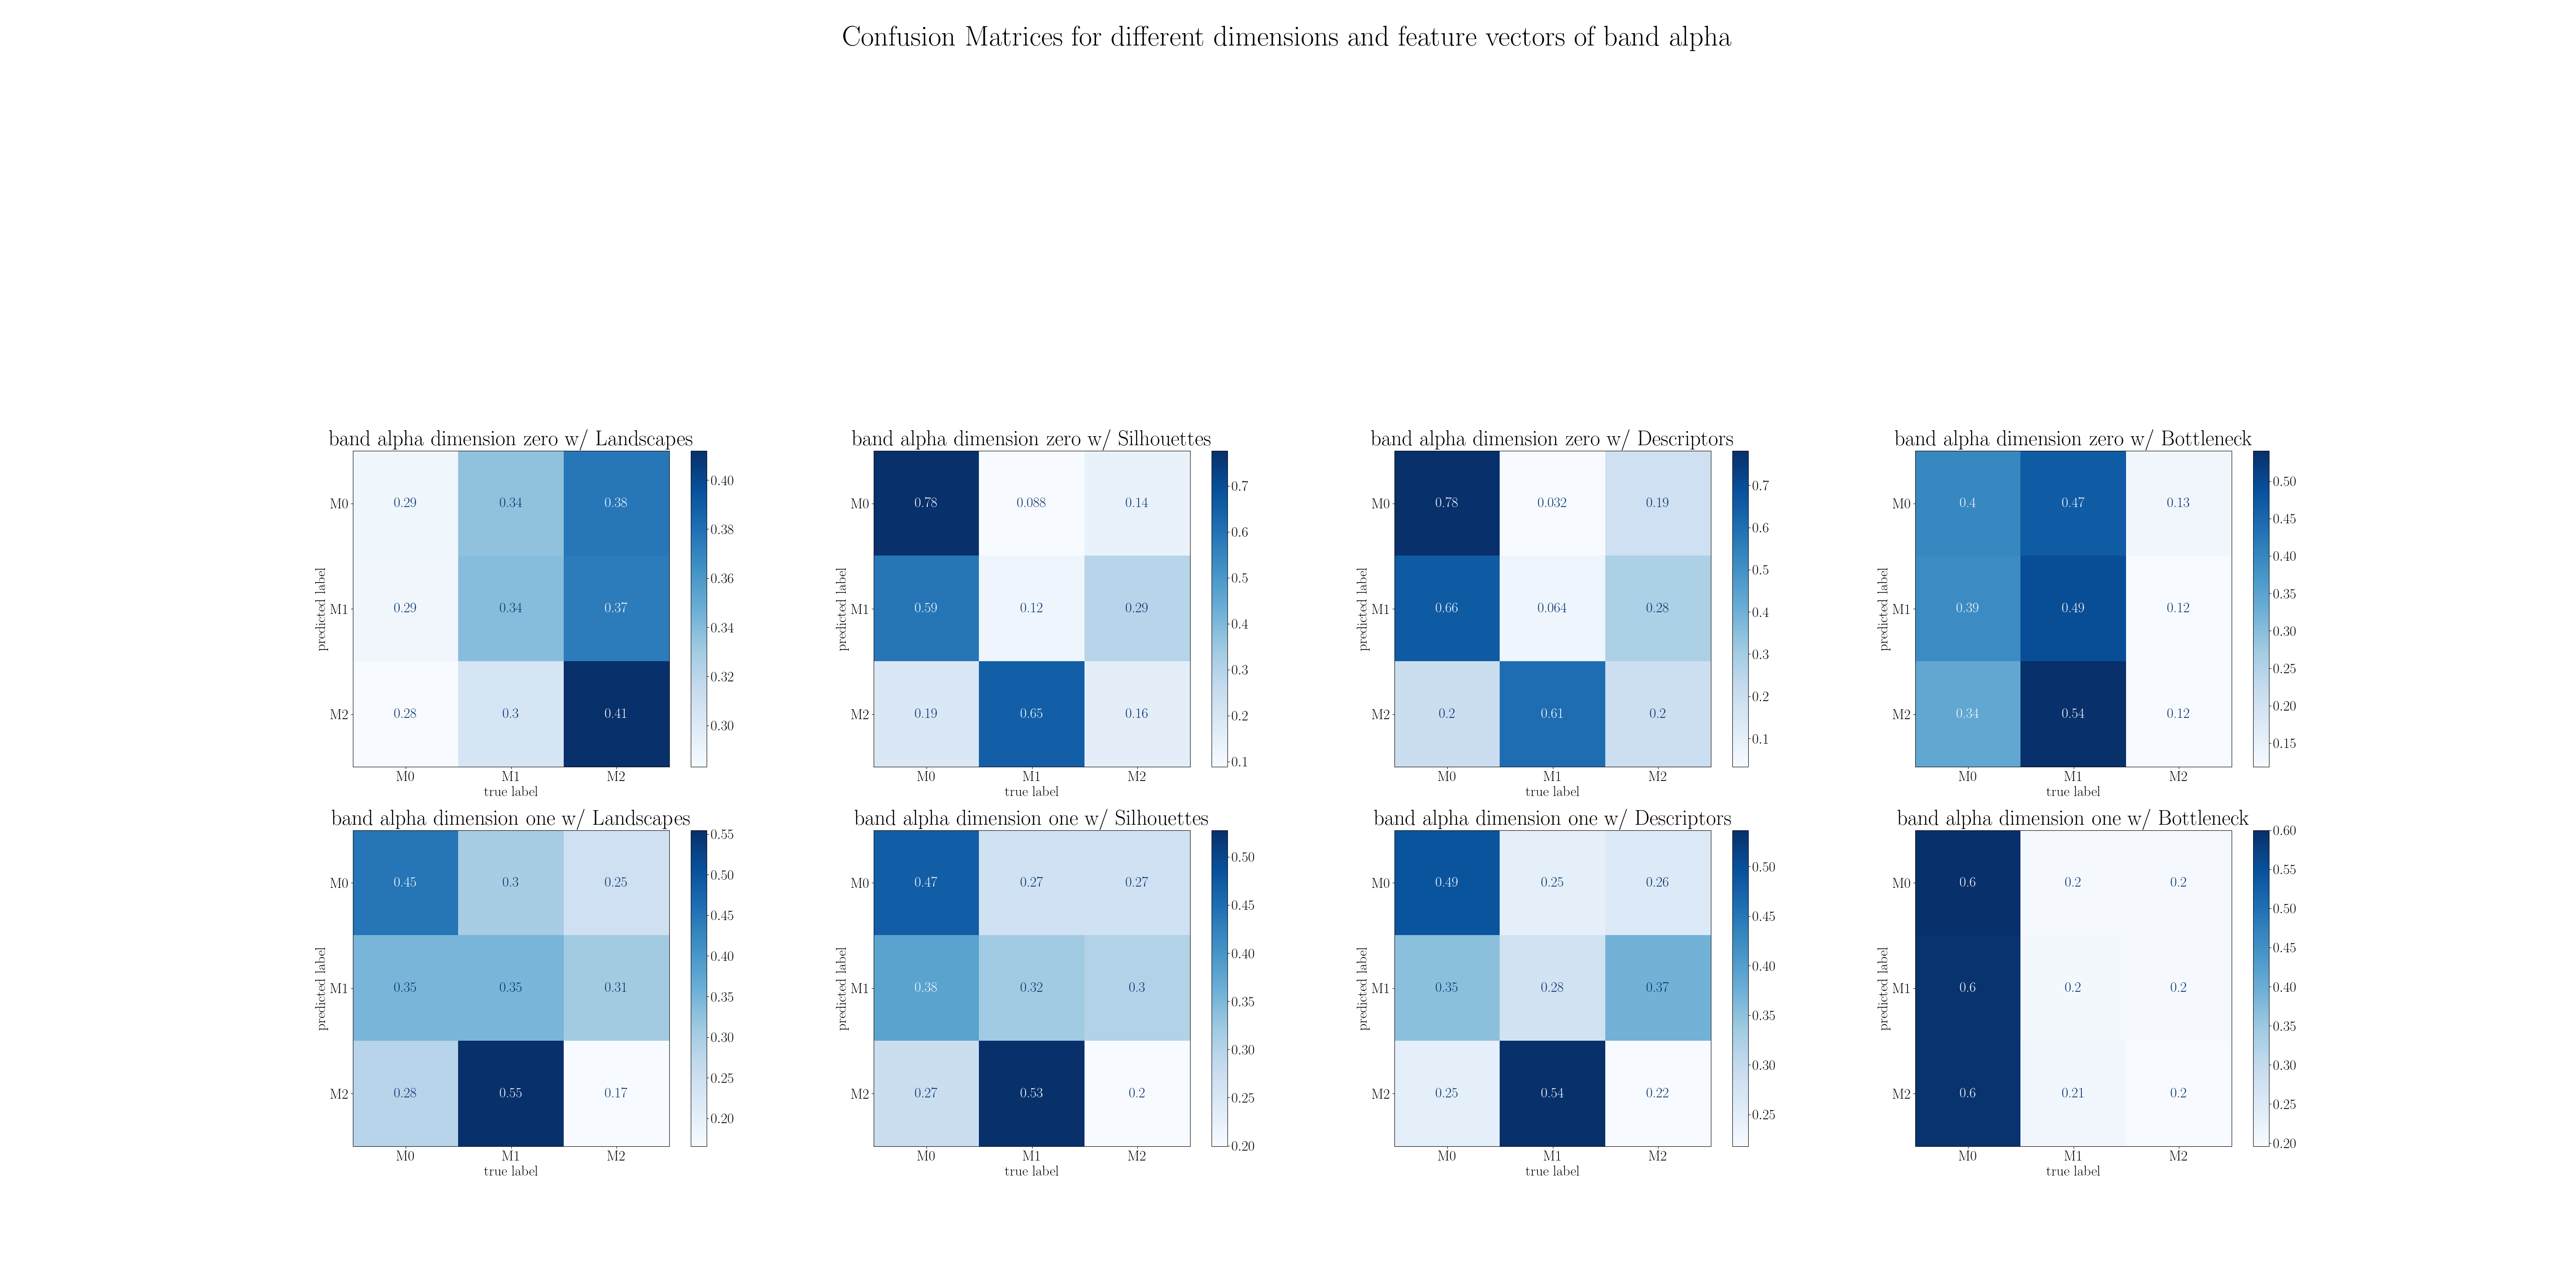 Confusion Matrices for different dimensions and feature vectors of band alpha
band alpha dimension zero w/ Landscapes
M0 0.29 0.34 0.38
M1 0.29 0.34 0.37
M2 0.28 0.3 0.41
predicted label
M0 M1 M2
true label
0.40
0.38
0.36
0.34
0.32
0.30
band alpha dimension zero w/ Silhouettes
M0 0.78 0.088 0.14
M1 0.59 0.12 0.29
M2 0.19 0.65 0.16
predicted label
M0 M1 M2
true label
0.7
0.6
0.5
0.4
0.3
0.2
0.1
band alpha dimension zero w/ Descriptors
M0 0.78 0.032 0.19
M1 0.66 0.064 0.28
M2 0.2 0.61 0.2
predicted label
M0 M1 M2
true label
0.7
0.6
0.5
0.4
0.3
0.2
0.1
band alpha dimension zero w/ Bottleneck
M0 0.4 0.47 0.13
M1 0.39 0.49 0.12
M2 0.34 0.54 0.12
predicted label
M0 M1 M2
true label
0.50
0.45
0.40
0.35
0.30
0.25
0.20
0.15
band alpha dimension one w/ Landscapes
M0 0.45 0.3 0.25
M1 0.35 0.35 0.31
M2 0.28 0.55 0.17
predicted label
M0 M1 M2
true label
0.55
0.50
0.45
0.40
0.35
0.30
0.25
0.20
band alpha dimension one w/ Silhouettes
M0 0.47 0.27 0.27
M1 0.38 0.32 0.3
M2 0.27 0.53 0.2
predicted label
M0 M1 M2
true label
0.50
0.45
0.40
0.35
0.30
0.25
0.20
band alpha dimension one w/ Descriptors
M0 0.49 0.25 0.26
M1 0.35 0.28 0.37
M2 0.25 0.54 0.22
predicted label
M0 M1 M2
true label
0.50
0.45
0.40
0.35
0.30
0.25
band alpha dimension one w/ Bottleneck
M0 0.6 0.2 0.2
M1 0.6 0.2 0.2
M2 0.6 0.21 0.2
predicted label
M0 M1 M2
true label
0.60
0.55
0.50
0.45
0.40
0.35
0.30
0.25
0.20